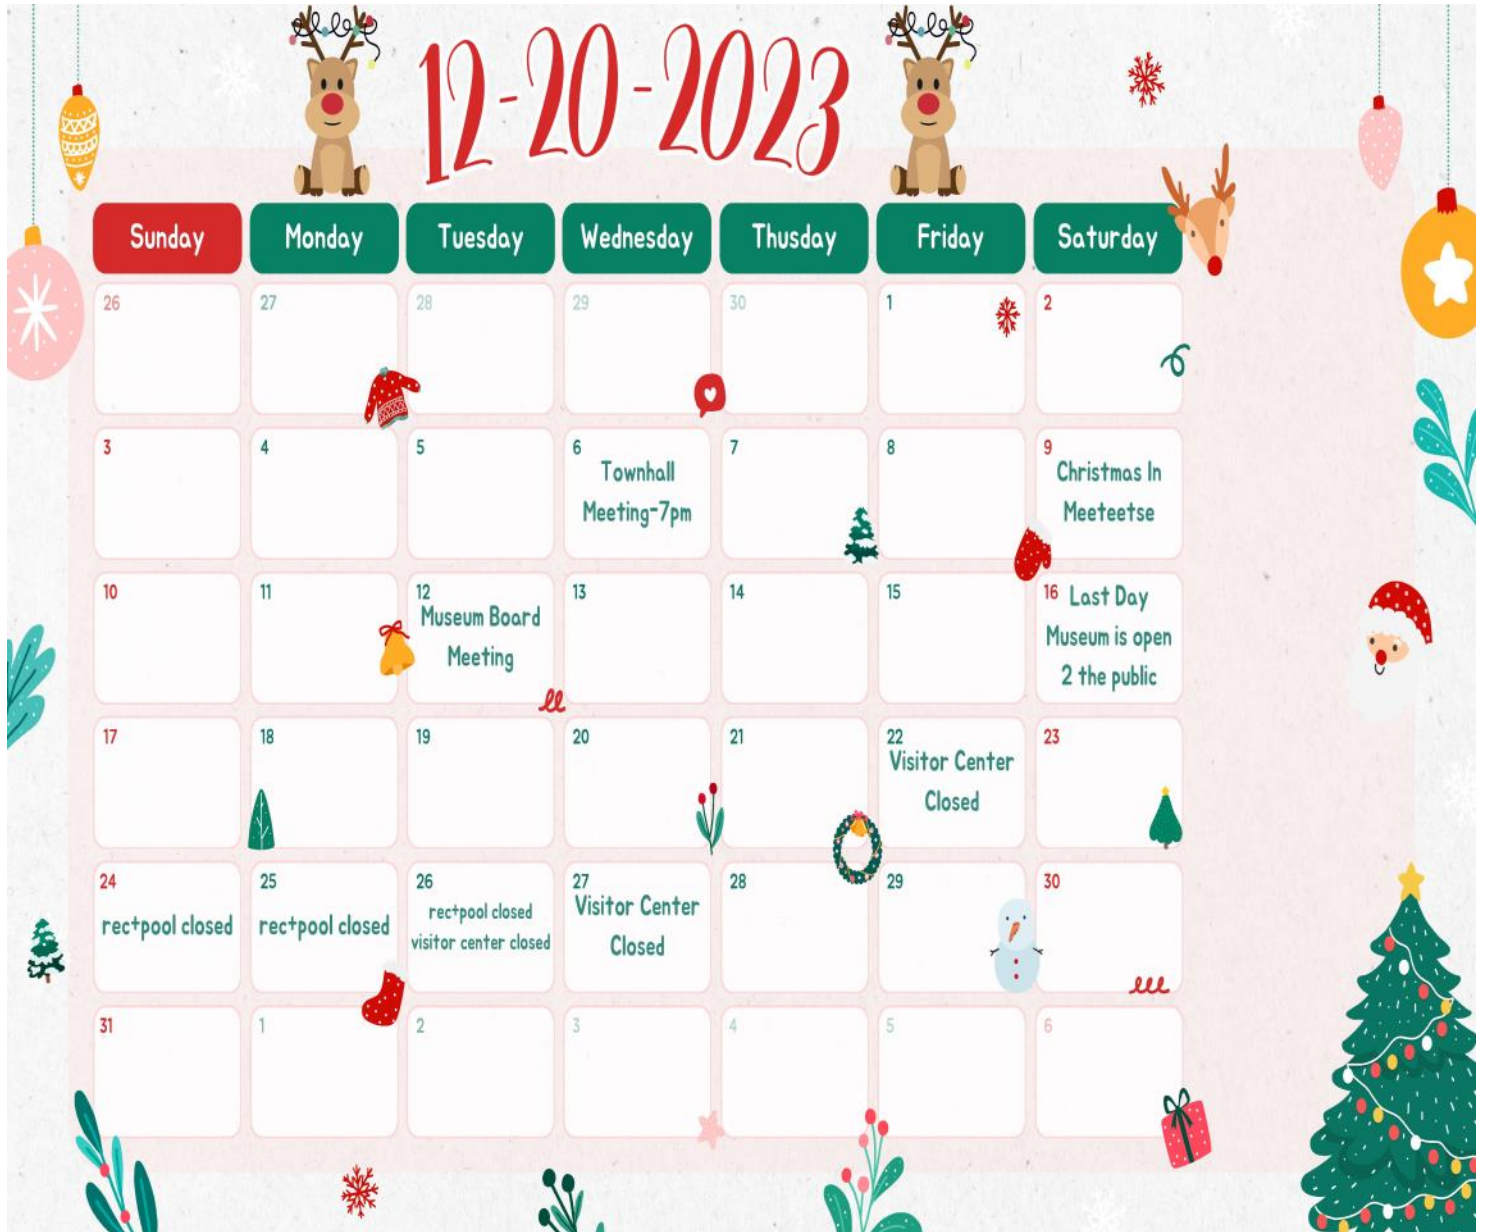 12-20-2023
Sunday Monday Tuesday Wednesday Thusday Friday Saturday
26 27 28 29 30 1 2
3 4 5 6 7 8 9
Townhall
Meeting-7pm
Christmas In
Meeteetse
10 11 12 13 14 15 16
Museum Board
Meeting
Last Day
Museum is open
2 the public
17 18 19 20 21 22 23
Visitor Center
Closed
24 25 26 27 28 29 30
rec+pool closed
rec+pool closed
rec+pool closed
visitor center closed
Visitor Center
Closed
31 1 2 3 4 5 6